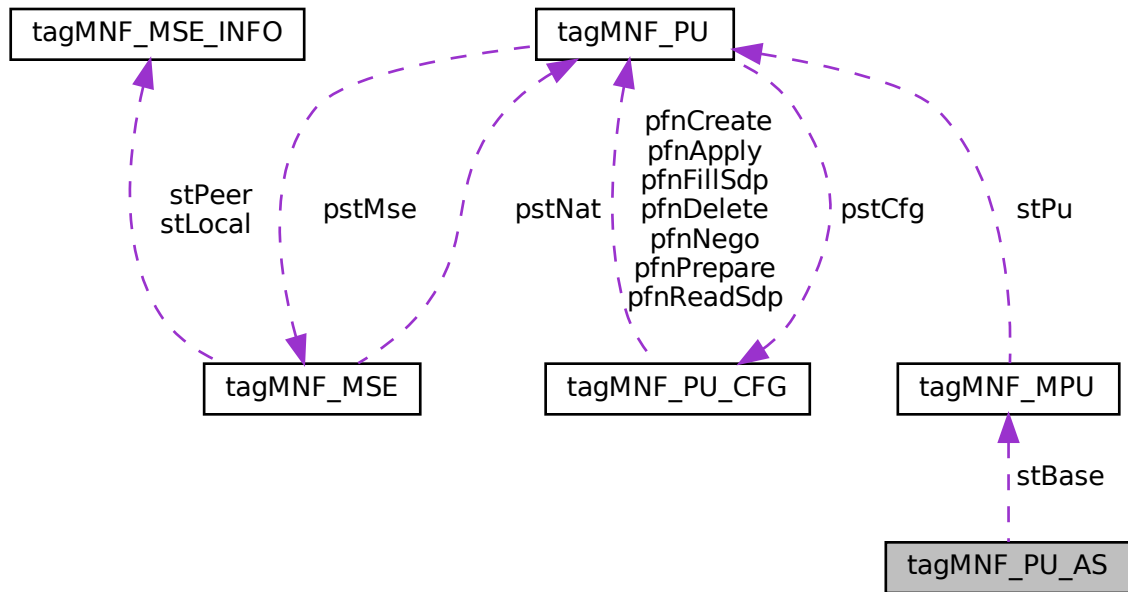 tagMNF_MSE_INFO
tagMNF_PU
stPeer
stLocal
pstMse
pstNat
pfnCreate
pfnApply
pfnFillSdp
pfnDelete
pfnNego
pfnPrepare
pfnReadSdp
pstCfg
stPu
tagMNF_MSE
tagMNF_PU_CFG
tagMNF_MPU
stBase
tagMNF_PU_AS